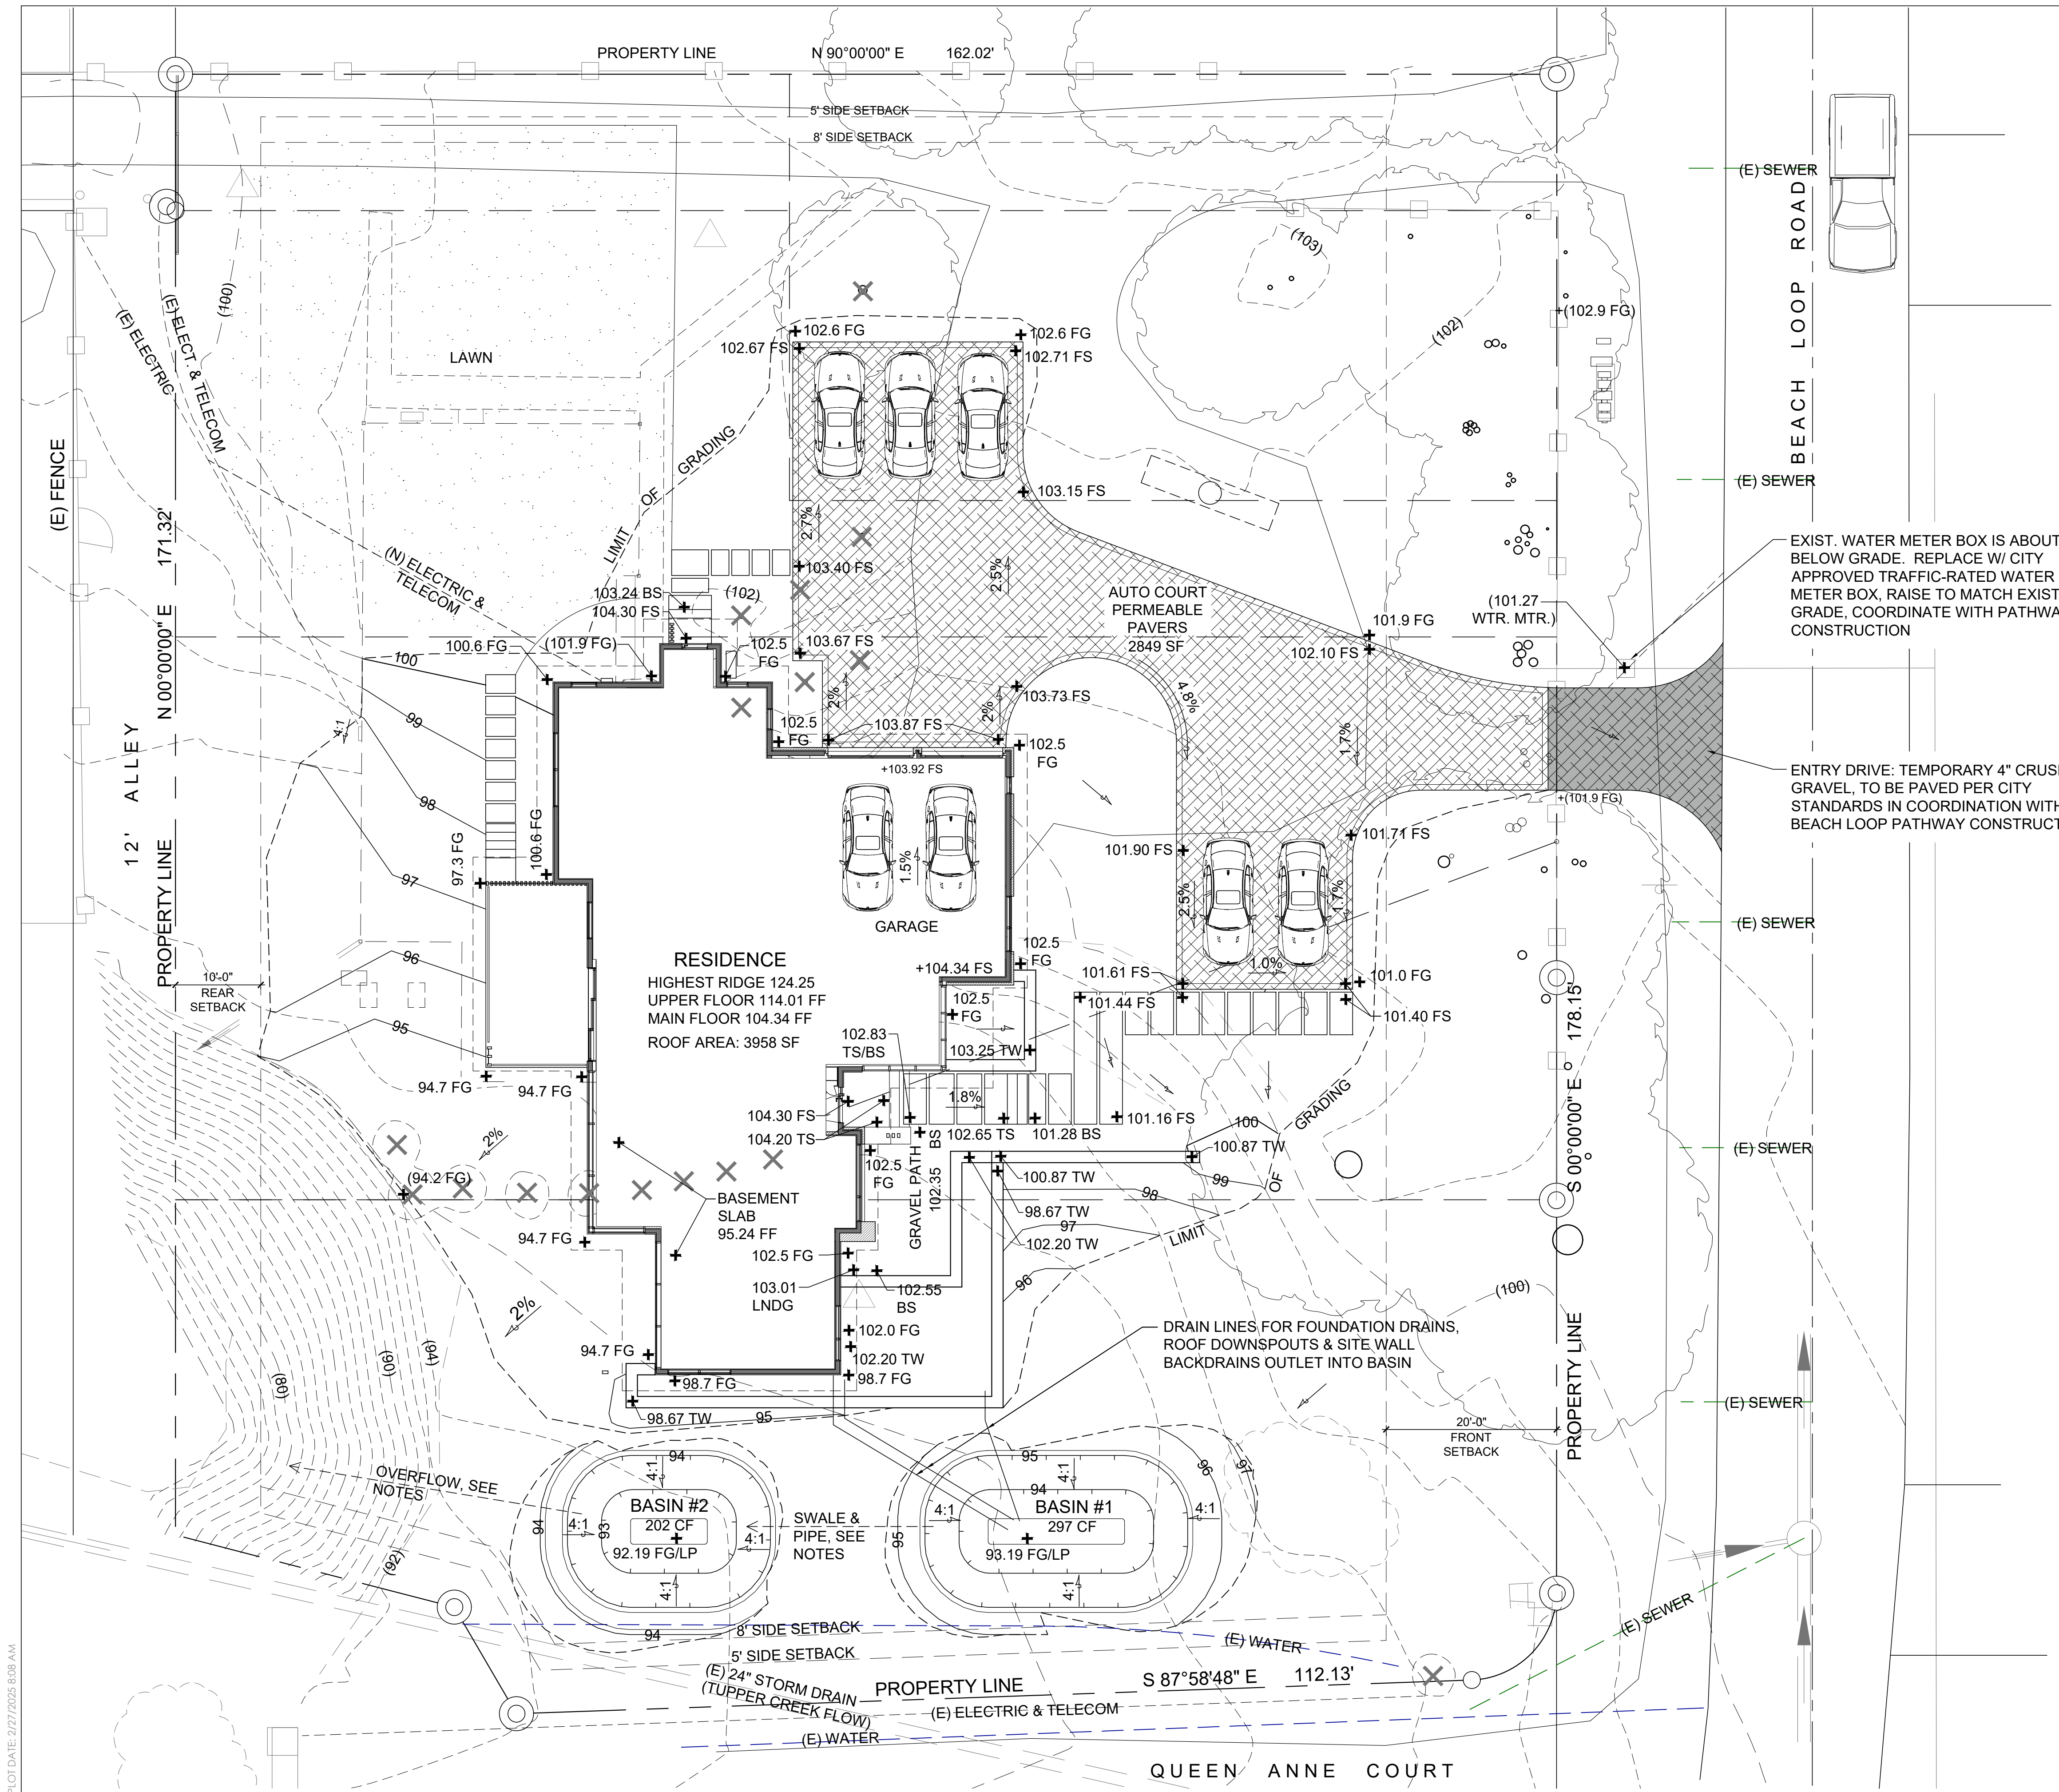 PROPERTY LINE N 90°00'00" E 162.02'
5' SIDE SETBACK
8' SIDE SETBACK
(E) SEWER
BEACH LOOP ROAD
(103)
(102)
+(102.9 FG)
(100)
(E) ELECT. & TELECOM
(E) ELECTRIC
LAWN
102.6 FG
102.67 FS
102.6 FG
102.71 FS
(E) FENCE
LIMIT OF GRADING
103.15 FS
(E) SEWER
2.7%
2.5%
N 00°00'00" E 171.32'
12' ALLEY
PROPERTY LINE
(N) ELECTRIC &
TELECOM
103.40 FS
103.24 BS
104.30 FS
(102)
AUTO COURT
PERMEABLE
PAVERS
2849 SF
EXIST. WATER METER BOX IS ABOUT
BELOW GRADE. REPLACE W/ CITY
APPROVED TRAFFIC-RATED WATER
METER BOX, RAISE TO MATCH EXIST
GRADE, COORDINATE WITH PATHWA
CONSTRUCTION
(101.27
WTR. MTR.)
101.9 FG
102.10 FS
100.6 FG
(101.9 FG)
102.5
FG
103.67 FS
100
99
98
97
96
95
4:1
103.73 FS
4.8%
2%
2%
102.5
FG
103.87 FS
102.5
FG
+103.92 FS
1.7%
ENTRY DRIVE: TEMPORARY 4" CRUS
GRAVEL, TO BE PAVED PER CITY
STANDARDS IN COORDINATION WITH
BEACH LOOP PATHWAY CONSTRUCT
+(101.9 FG)
97.3 FG
100.6 FG
101.90 FS
101.71 FS
1.5%
GARAGE
2.5%
1.7%
(E) SEWER
RESIDENCE
HIGHEST RIDGE 124.25
UPPER FLOOR 114.01 FF
MAIN FLOOR 104.34 FF
ROOF AREA: 3958 SF
+104.34 FS
102.5
FG
1.0%
101.61 FS
101.0 FG
101.44 FS
101.40 FS
102.5
FG
10'-0"
REAR
SETBACK
102.83
TS/BS
103.25 TW
S 00°00'00" E 178.15'
94.7 FG
94.7 FG
104.30 FS
104.20 TS
1.8%
102.65 TS
101.28 BS
101.16 FS
LIMIT OF GRADING
100
100.87 TW
(E) SEWER
2%
(94.2 FG)
102.5
FG
GRAVEL PATH
102.35 BS
100.87 TW
98.67 TW
102.20 TW
99
98
97
96
BASEMENT
SLAB
95.24 FF
94.7 FG
102.5 FG
103.01
LNDG
102.55
BS
(100)
2%
DRAIN LINES FOR FOUNDATION DRAINS,
ROOF DOWNSPOUTS & SITE WALL
BACKDRAINS OUTLET INTO BASIN
PROPERTY LINE
102.0 FG
102.20 TW
98.7 FG
94.7 FG
98.7 FG
98.67 TW
95
(80)
(90)
(94)
(92)
(E) SEWER
20'-0"
FRONT
SETBACK
OVERFLOW, SEE
NOTES
94
4:1
BASIN #2
202 CF
92.19 FG/LP
94
4:1
93
4:1
4:1
94
SWALE &
PIPE, SEE
NOTES
95
4:1
94
96
97
BASIN #1
297 CF
93.19 FG/LP
95
4:1
4:1
4:1
8' SIDE SETBACK
5' SIDE SETBACK
(E) WATER
(E) SEWER
(E) 24" STORM DRAIN
(TUPPER CREEK FLOW)
PROPERTY LINE S 87°58'48" E 112.13'
(E) ELECTRIC & TELECOM
(E) WATER
QUEEN ANNE COURT
PLOT DATE: 2/27/2025 8:08 AM